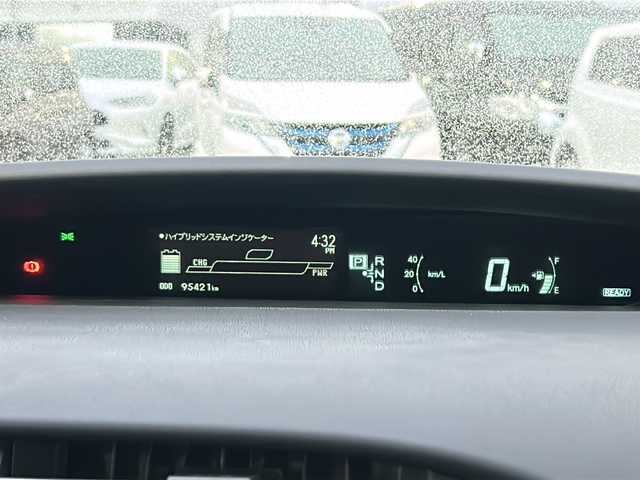 ●ハイブリッドシステムインジケーター
4:32
PM
CHG
PWR
ODO 95421km
P
R
N
D
40
20
0
km/L
0 km/h
F
E
READY